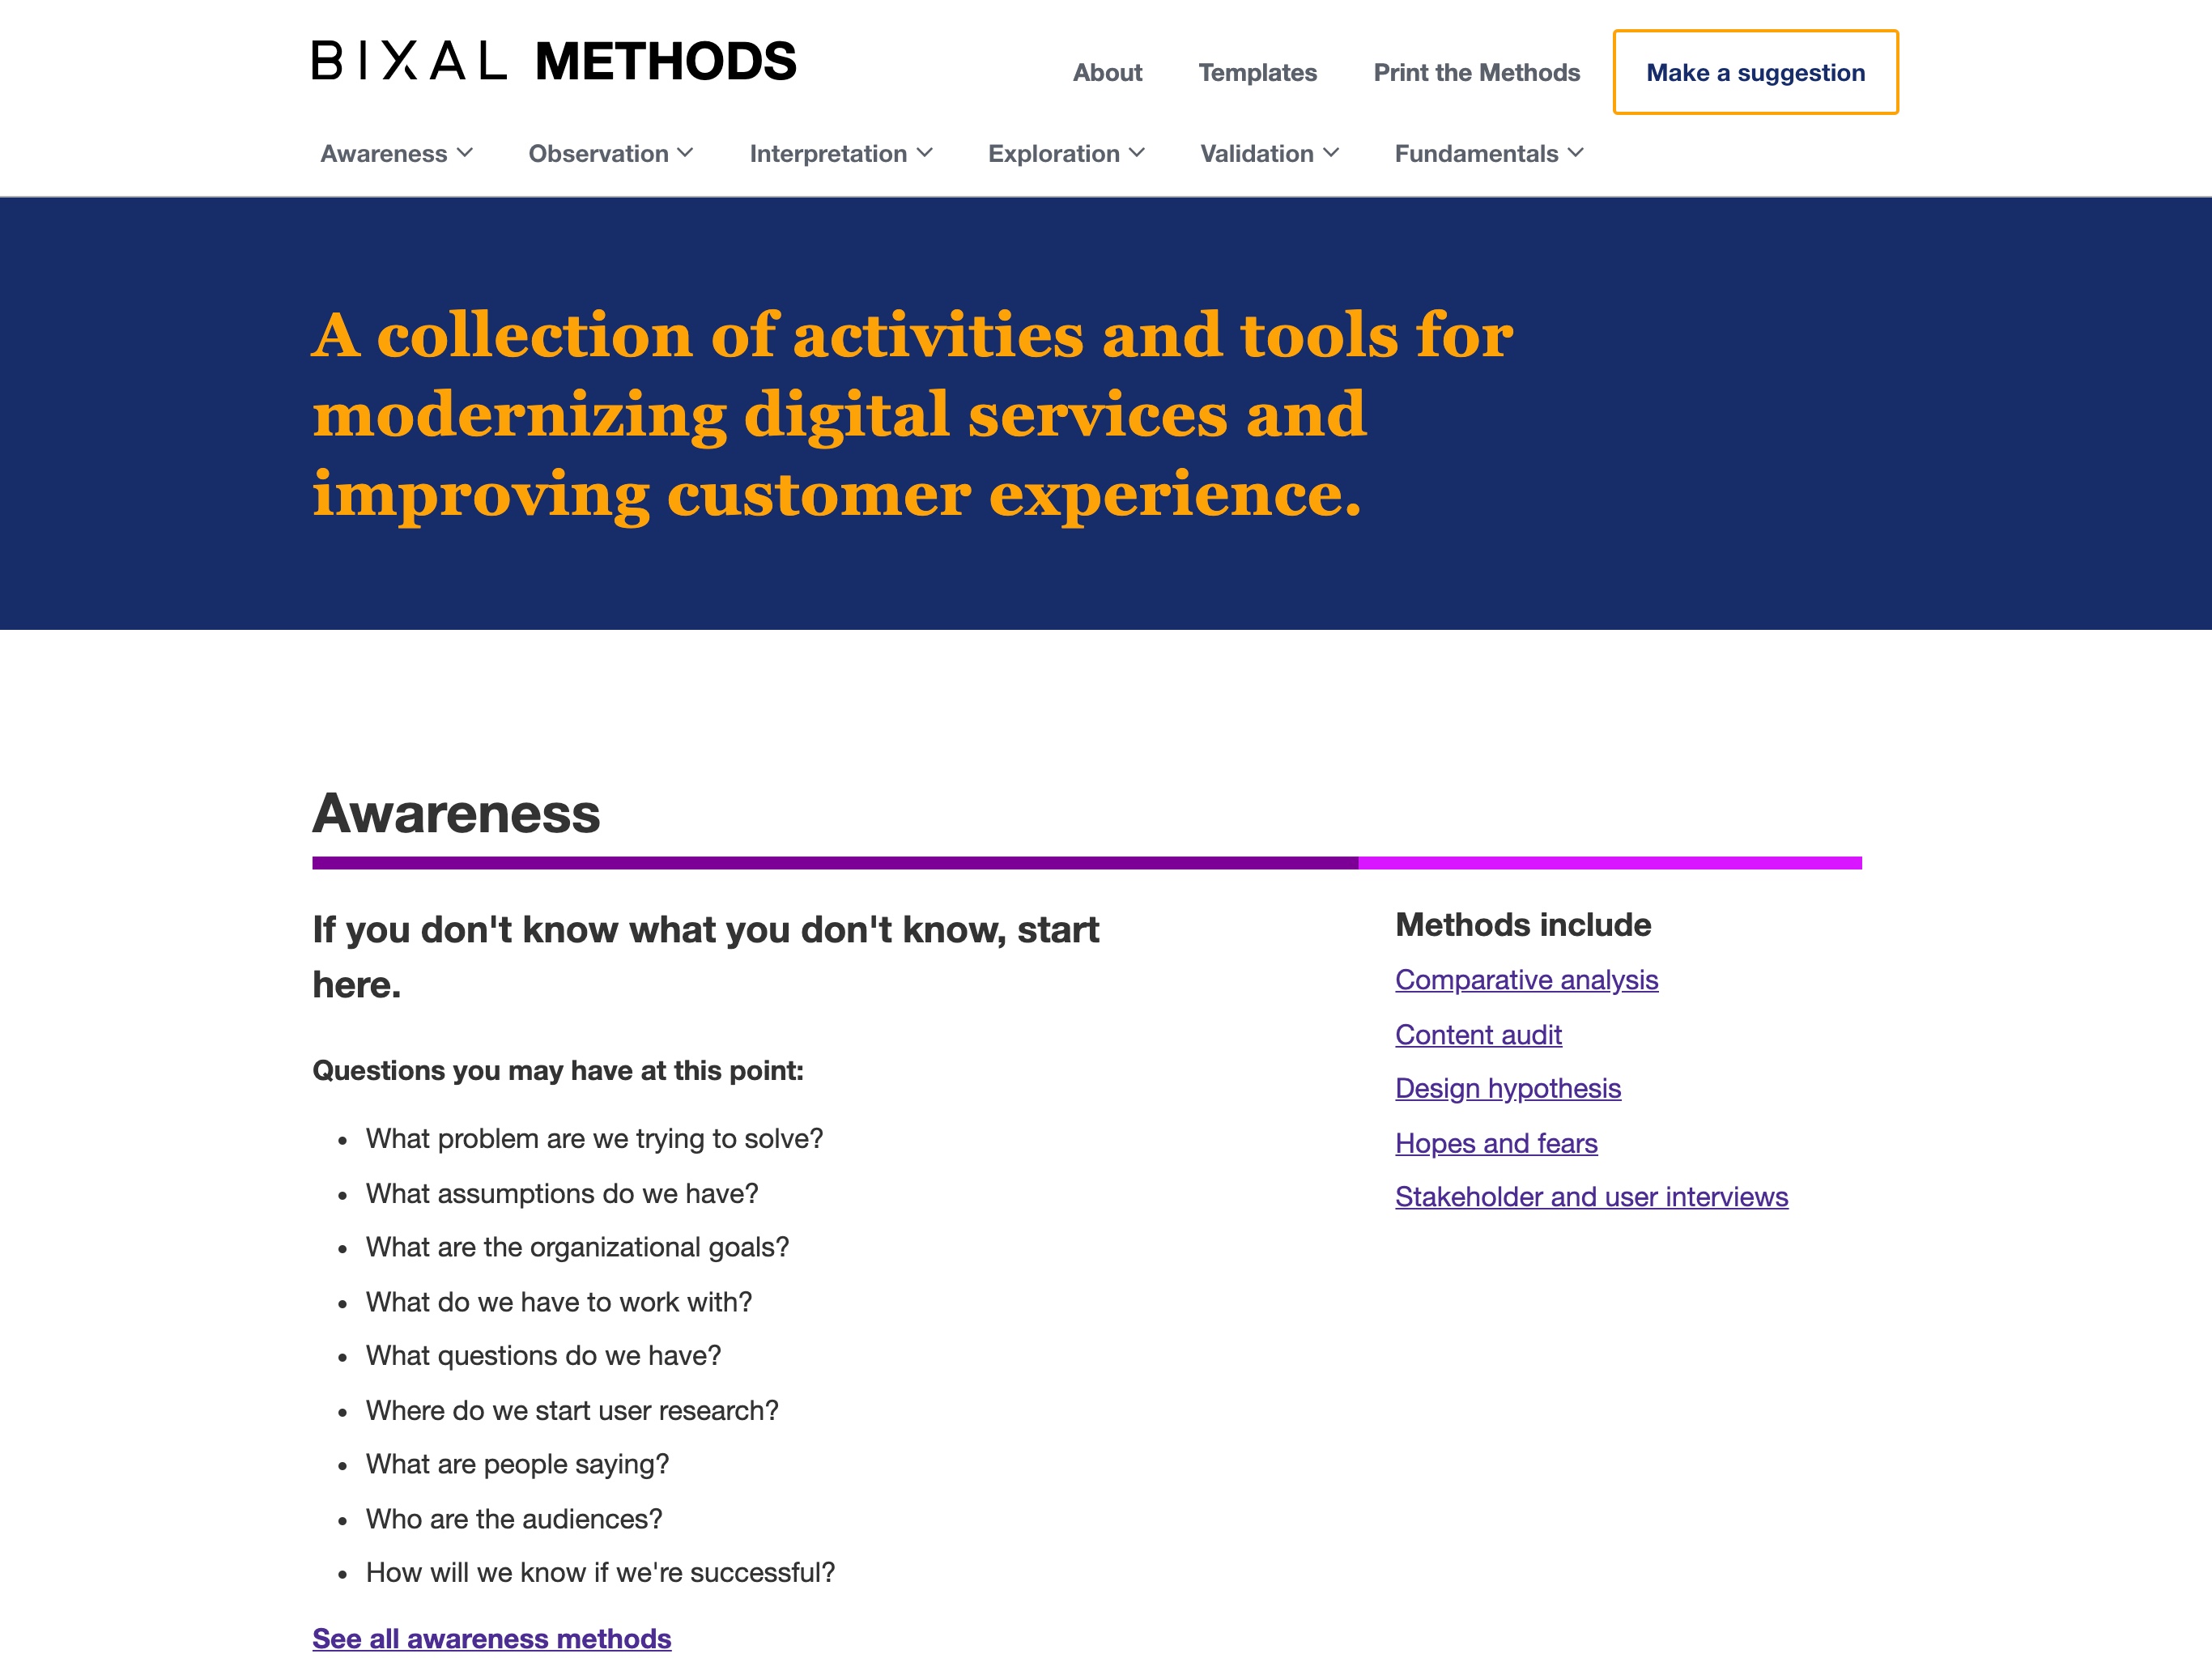 BIXAL METHODS
About
Templates
Print the Methods
Make a suggestion
Awareness
Observation
Interpretation
Exploration
Validation
Fundamentals
A collection of activities and tools for
modernizing digital services and
improving customer experience.
Awareness
If you don't know what you don't know, start
here.
Questions you may have at this point:
What problem are we trying to solve?
What assumptions do we have?
What are the organizational goals?
What do we have to work with?
What questions do we have?
Where do we start user research?
What are people saying?
Who are the audiences?
How will we know if we're successful?
See all awareness methods
Methods include
Comparative analysis
Content audit
Design hypothesis
Hopes and fears
Stakeholder and user interviews